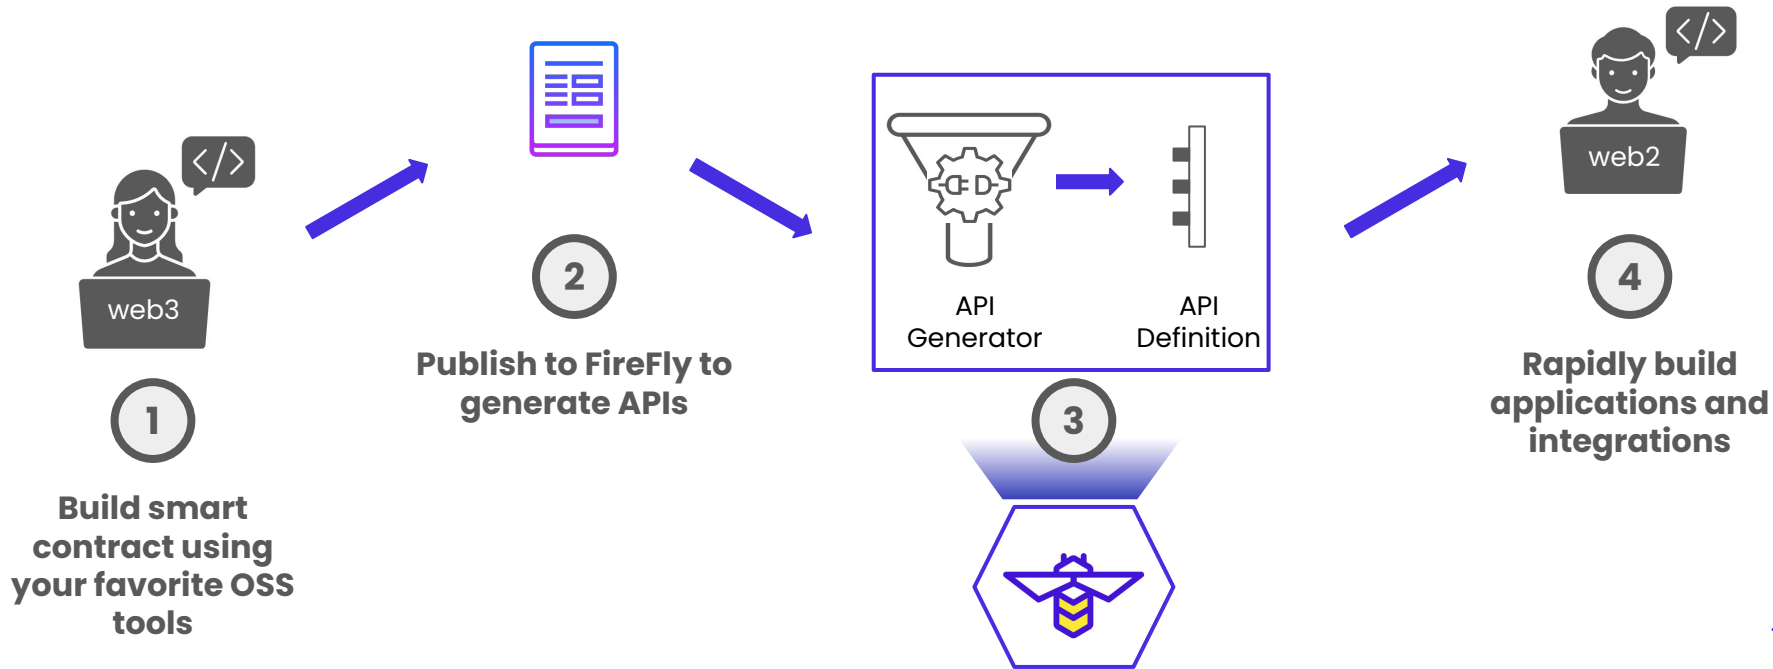 </>
web3
1
Build smart
contract using
your favorite OSS
tools
2
Publish to FireFly to
generate APIs
API
Generator
API
Definition
3
</>
web2
4
Rapidly build
applications and
integrations